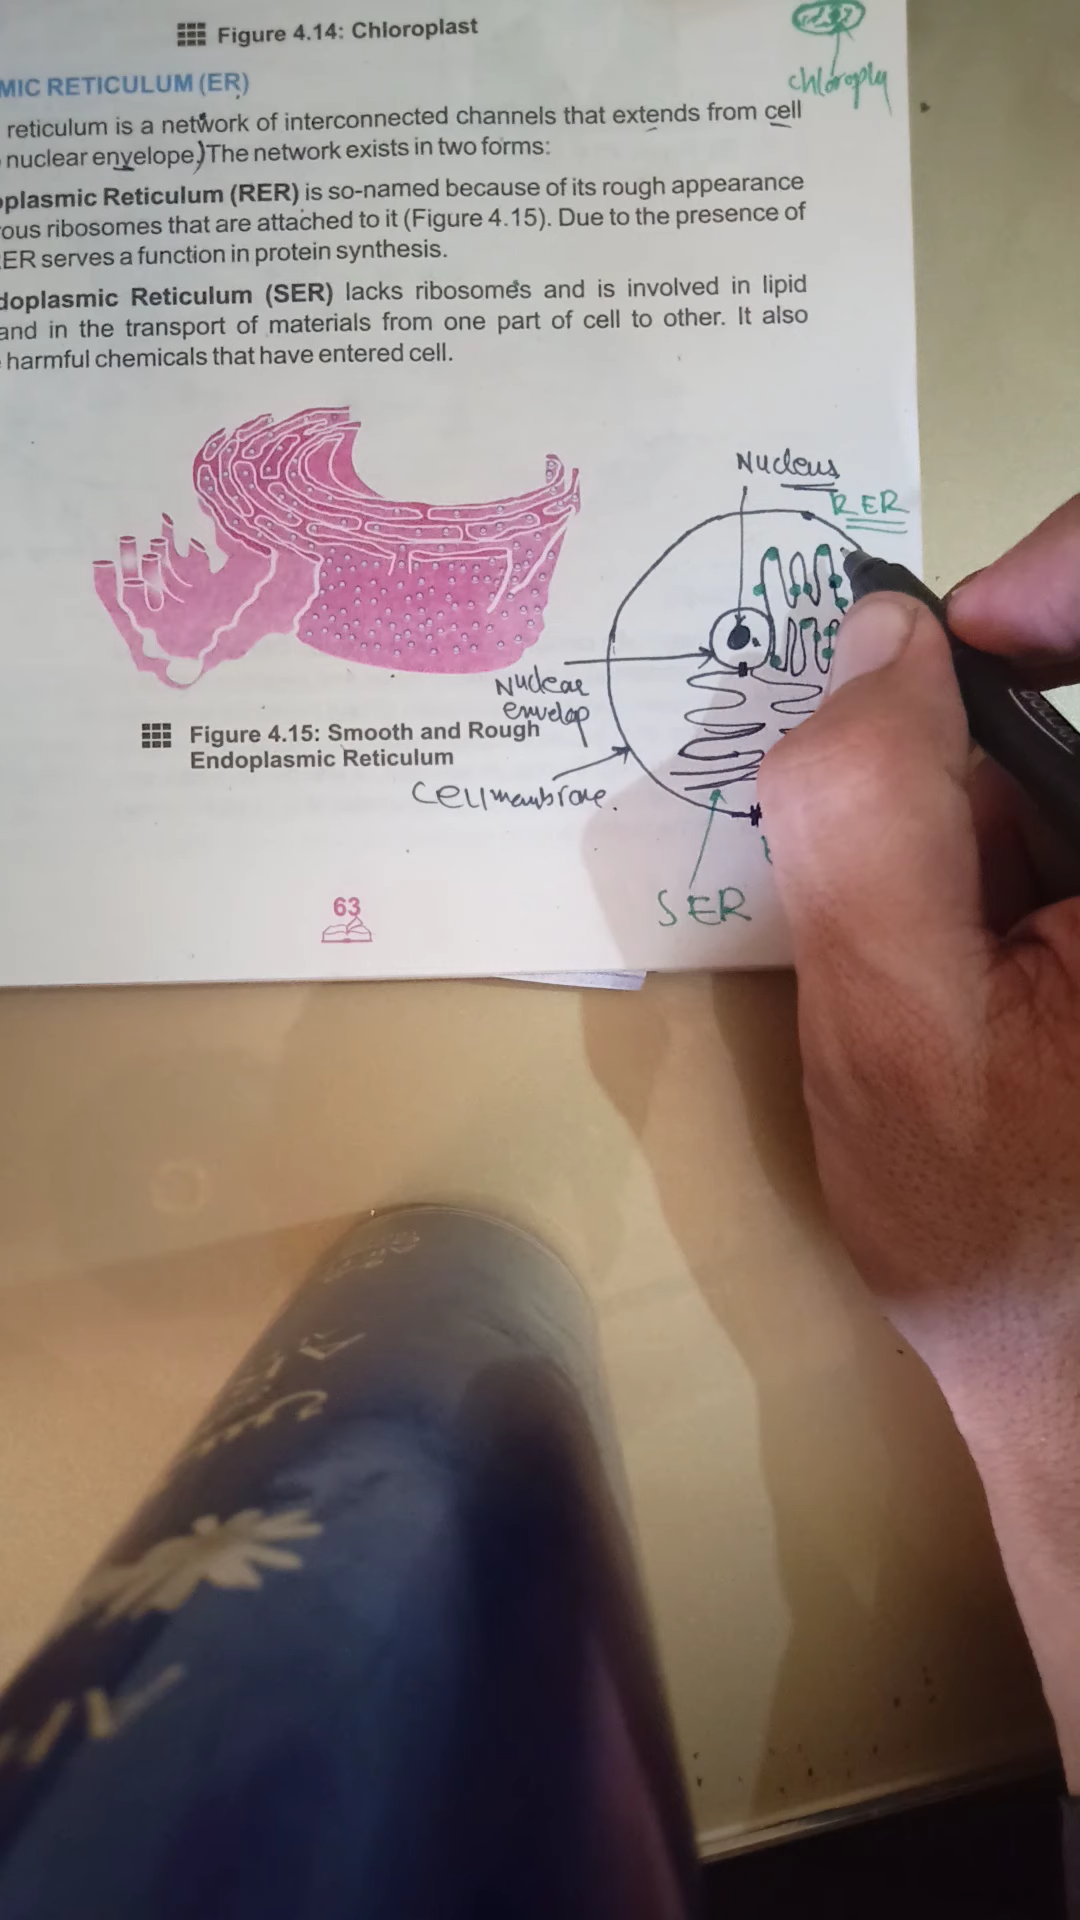 Figure 4.14: Chloroplast
MIC RETICULUM (ER)
reticulum is a network of interconnected channels that extends from cell
nuclear envelope) The network exists in two forms:
plasmic Reticulum (RER) is so-named because of its rough appearance
ous ribosomes that are attached to it (Figure 4.15). Due to the presence of
ER serves a function in protein synthesis.
doplasmic Reticulum (SER) lacks ribosomes and is involved in lipid
and in the transport of materials from one part of cell to other. It also
harmful chemicals that have entered cell.
Nucleus
RER
Nuclear
envelop
Figure 4.15: Smooth and Rough
Endoplasmic Reticulum
Cellmembrane.
SER
63